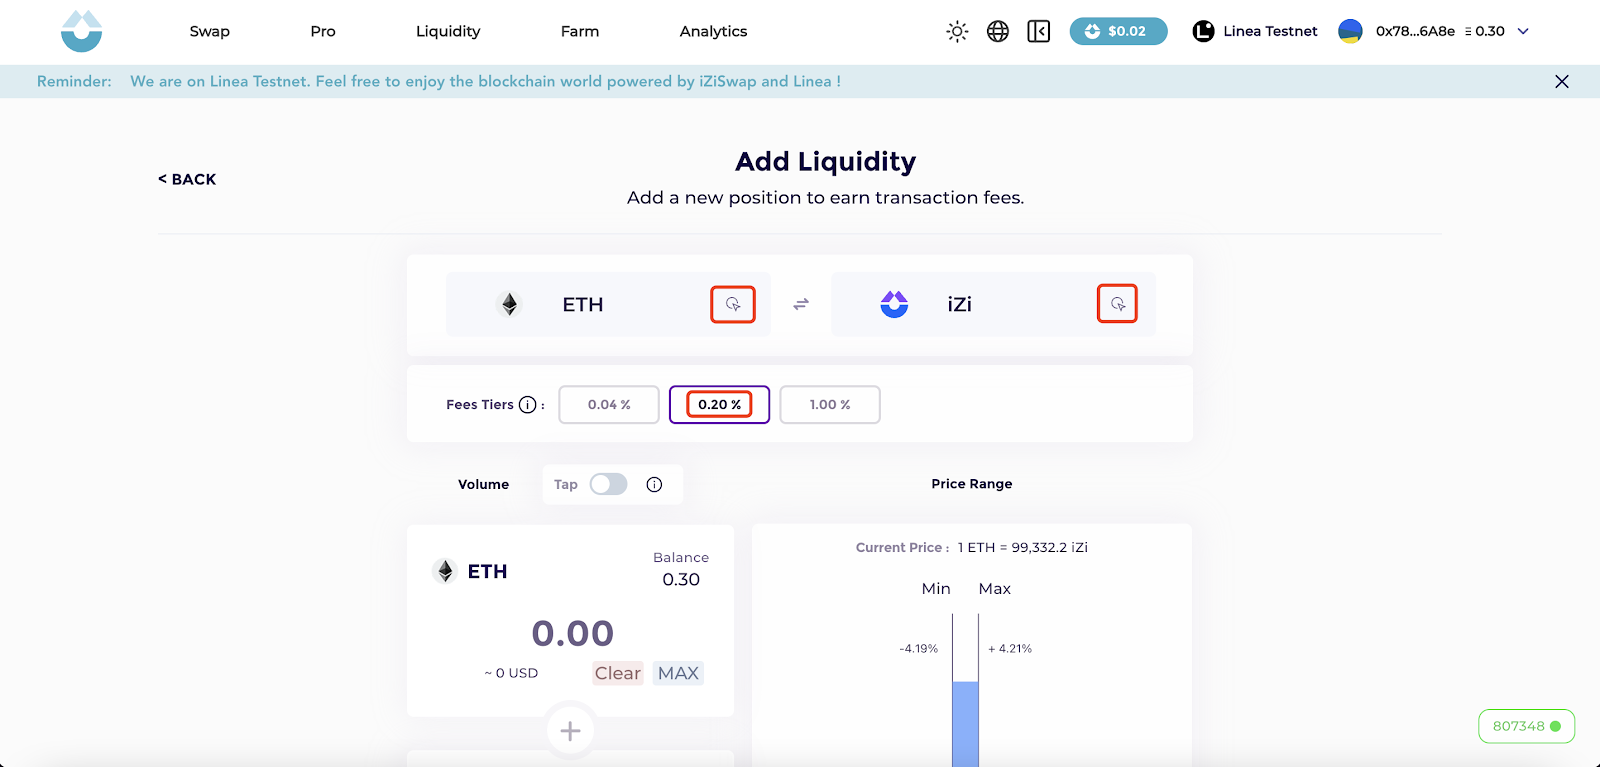 Swap Pro Liquidity Farm Analytics $0.02 Linea Testnet 0x78...6A8e 0.30
Reminder: We are on Linea Testnet. Feel free to enjoy the blockchain world powered by iZiSwap and Linea !
< BACK
Add Liquidity
Add a new position to earn transaction fees.
ETH iZi
Fees Tiers : 0.04 % 0.20 % 1.00 %
Volume Tap Price Range
ETH
Balance
0.30
0.00
~ 0 USD Clear MAX
Current Price : 1 ETH = 99,332.2 iZi
Min Max
-4.19% + 4.21%
807348